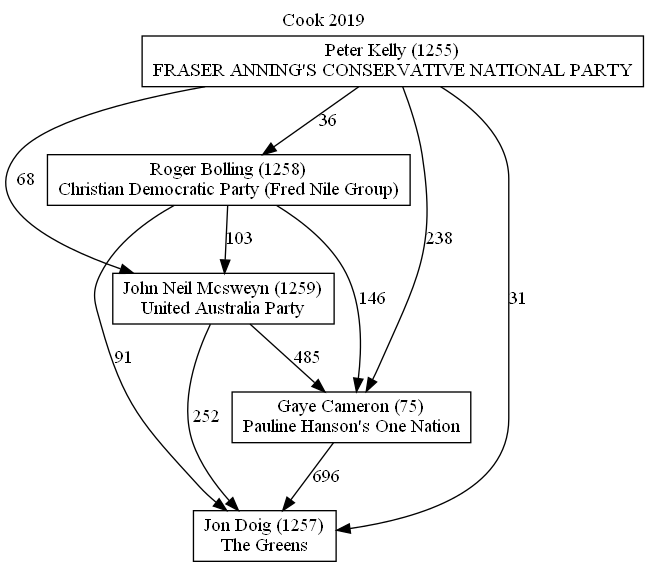 Cook 2019
Peter Kelly (1255)
FRASER ANNING'S CONSERVATIVE NATIONAL PARTY
36
Roger Bolling (1258)
Christian Democratic Party (Fred Nile Group)
68
103
238
John Neil Mcsweyn (1259)
United Australia Party
146
31
91
485
252
Gaye Cameron (75)
Pauline Hanson's One Nation
696
Jon Doig (1257)
The Greens